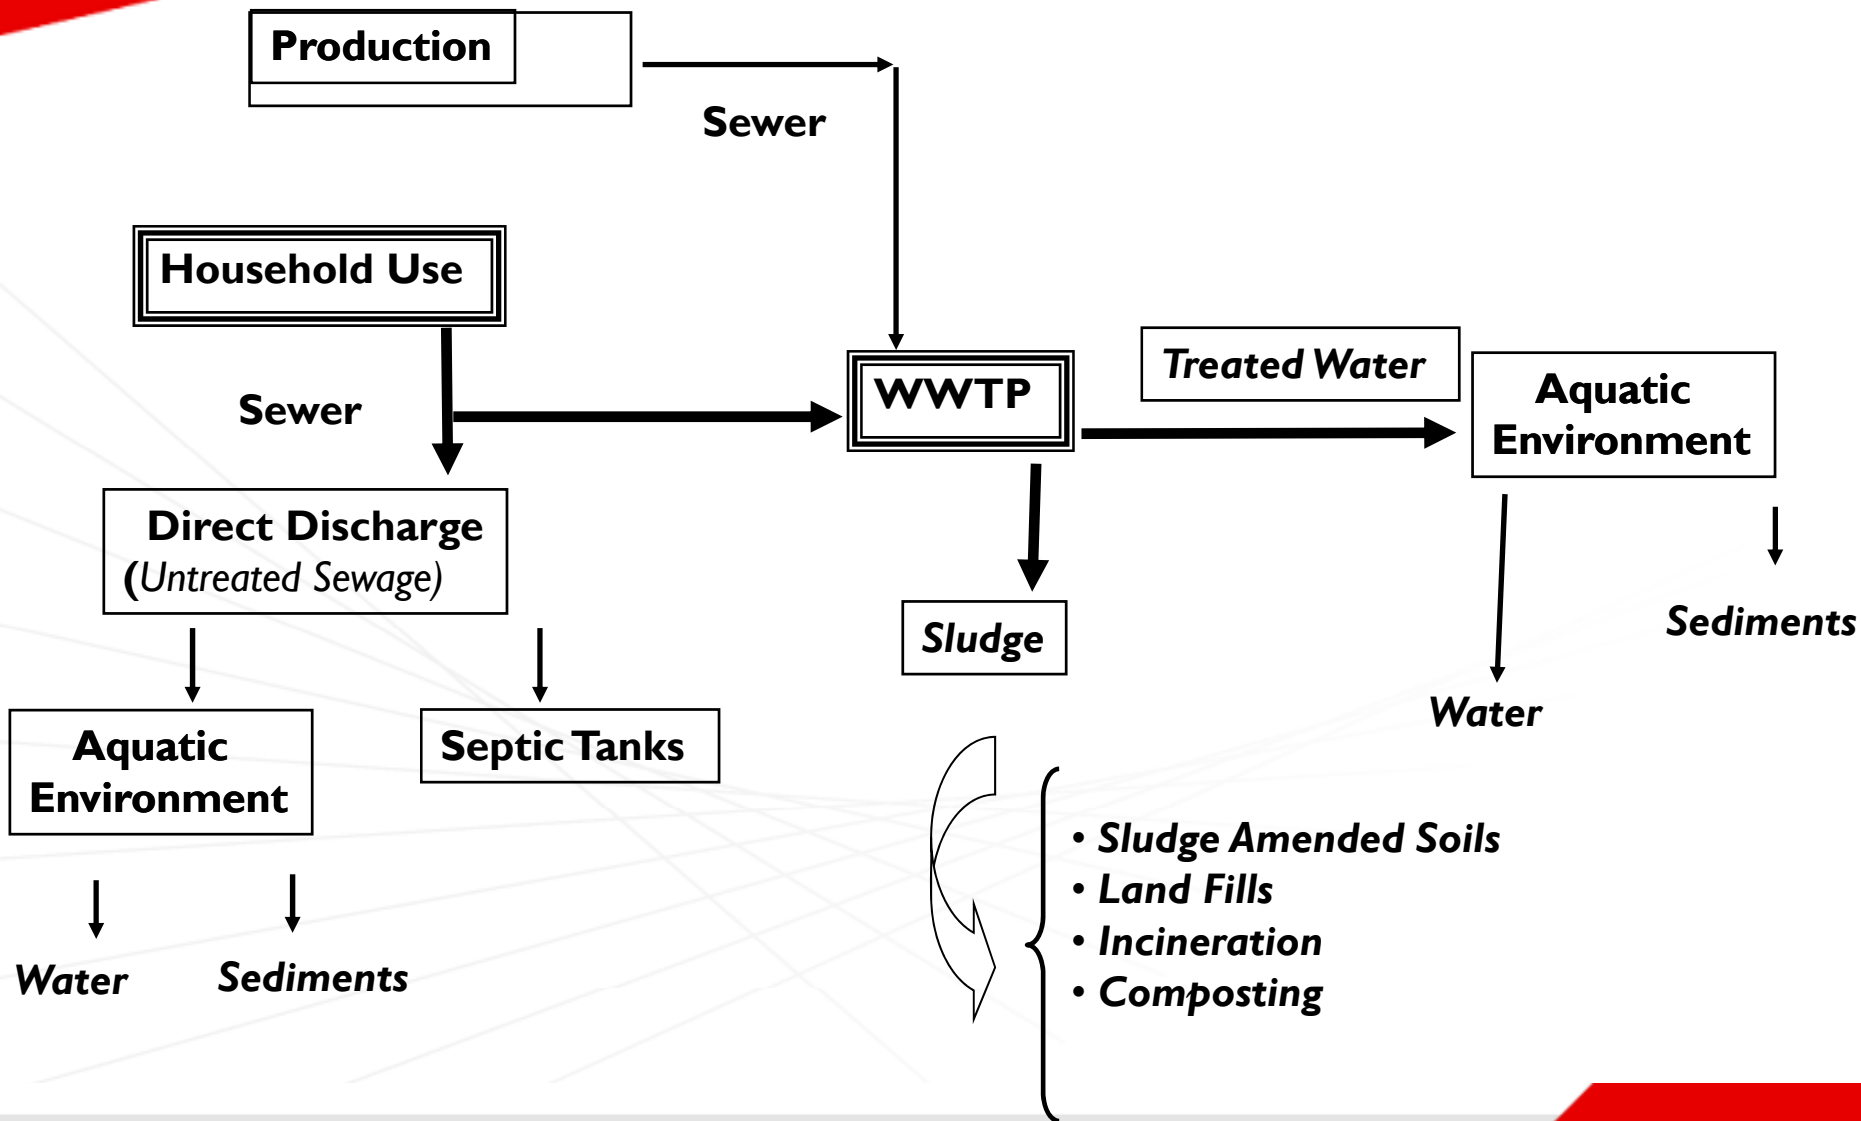 Production
Sewer
Household Use
Sewer
WWTP
Treated Water
Aquatic
Environment
Direct Discharge
(Untreated Sewage)
Sludge
Sediments
Water
Aquatic
Environment
Septic Tanks
• Sludge Amended Soils
• Land Fills
• Incineration
• Composting
Water
Sediments